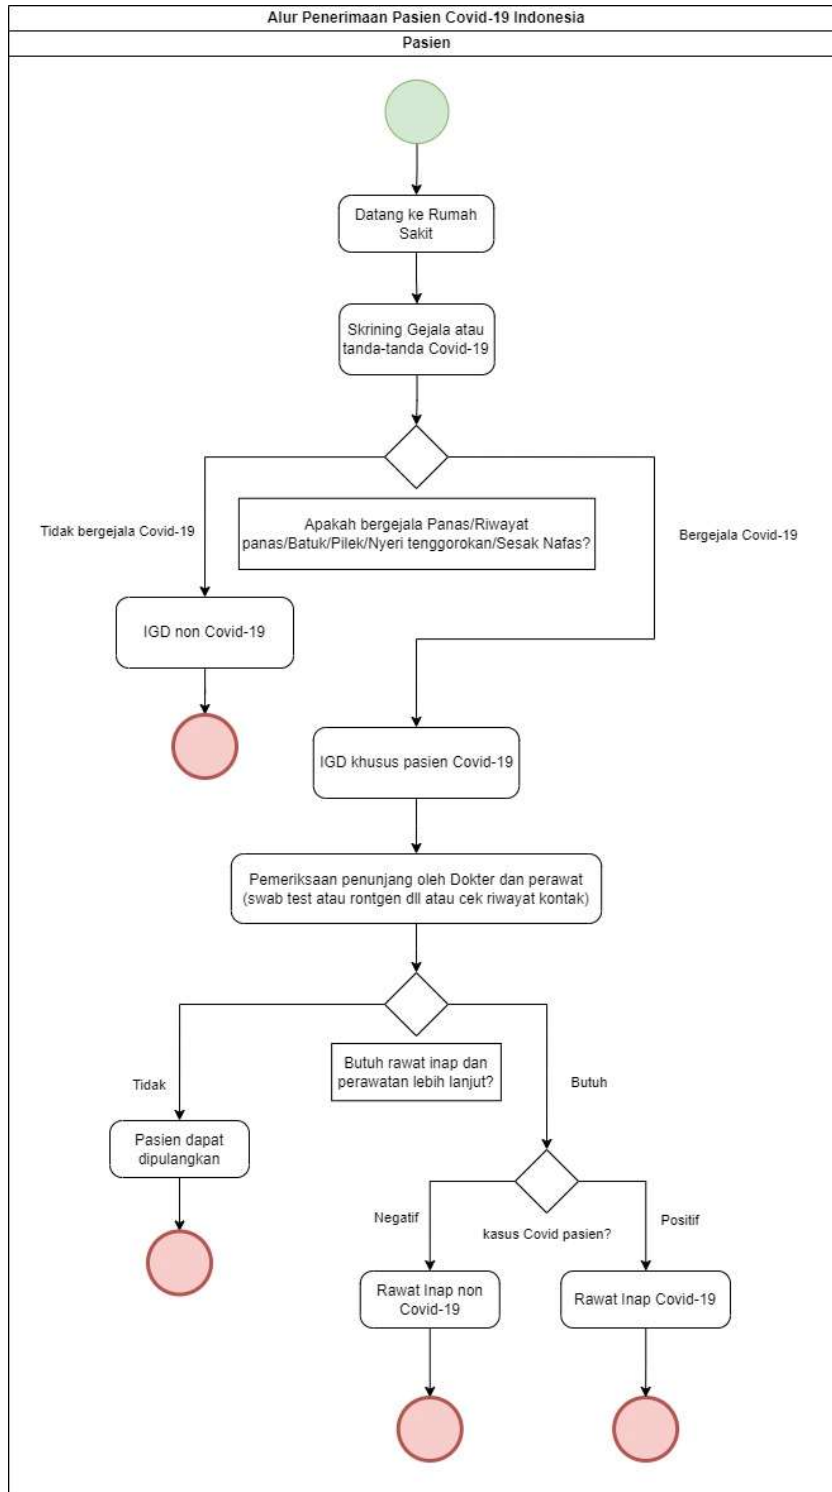 Alur Penerimaan Pasien Covid-19 Indonesia
Pasien
Datang ke Rumah
Sakit
Skrining Gejala atau
tanda-tanda Covid-19
Tidak bergejala Covid-19
Apakah bergejala Panas/Riwayat
panas/Batuk/Pilek/Nyeri tenggorokan/Sesak Nafas?
Bergejala Covid-19
IGD non Covid-19
IGD khusus pasien Covid-19
Pemeriksaan penunjang oleh Dokter dan perawat
(swab test atau rontgen dll atau cek riwayat kontak)
Butuh rawat inap dan
perawatan lebih lanjut?
Tidak
Butuh
Pasien dapat
dipulangkan
Negatif
kasus Covid pasien?
Positif
Rawat Inap non
Covid-19
Rawat Inap Covid-19